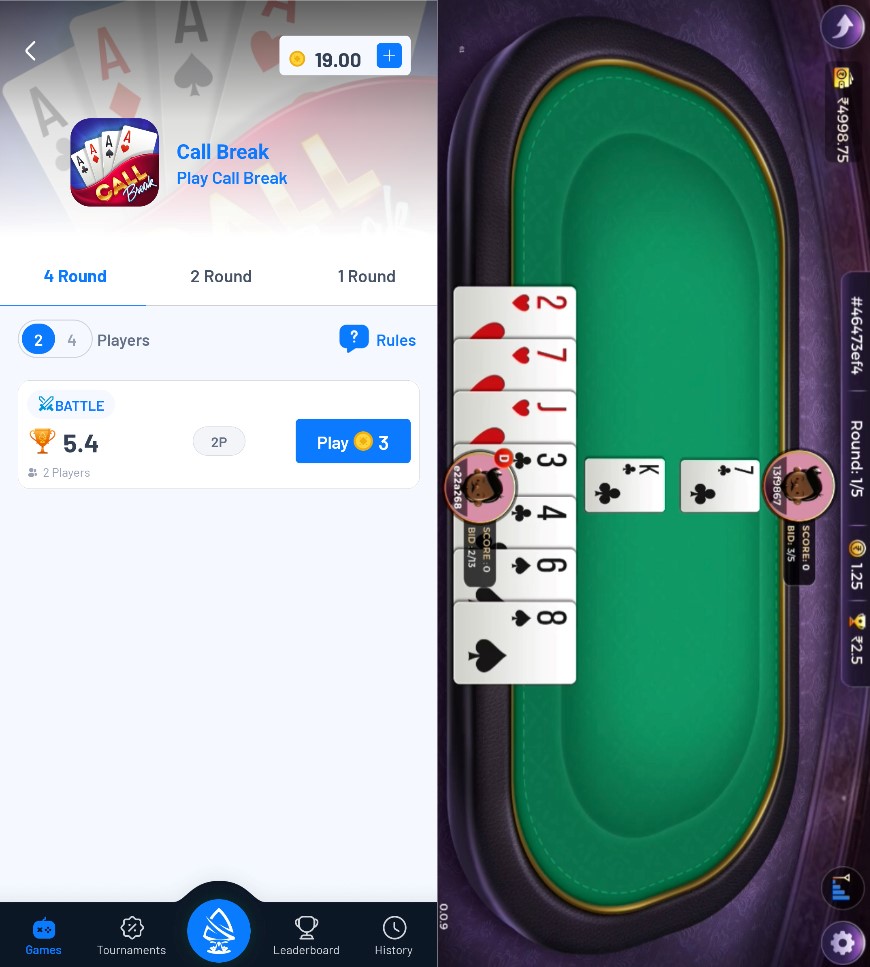 19.00
Call Break
Play Call Break
CALL
Break
4 Round
2 Round
1 Round
2
4
Players
?
Rules
BATTLE
5.4
2P
Play 3
2 Players
Games
Tournaments
Leaderboard
History
₹4998.75
#46473ef4
Round: 1/5
1.25
₹2.5
2
7
J
3
4
6
8
D
e22a268
SCORE: 0
BID: 2/13
K
7
13f9867
SCORE: 0
BID: 3/5
0.0.9